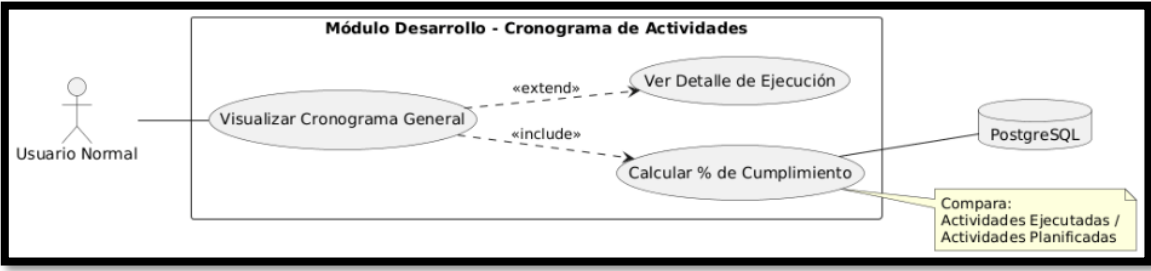 Módulo Desarrollo - Cronograma de Actividades
Usuario Normal
Visualizar Cronograma General
«extend»
Ver Detalle de Ejecución
«include»
Calcular % de Cumplimiento
PostgreSQL
Compara:
Actividades Ejecutadas /
Actividades Planificadas